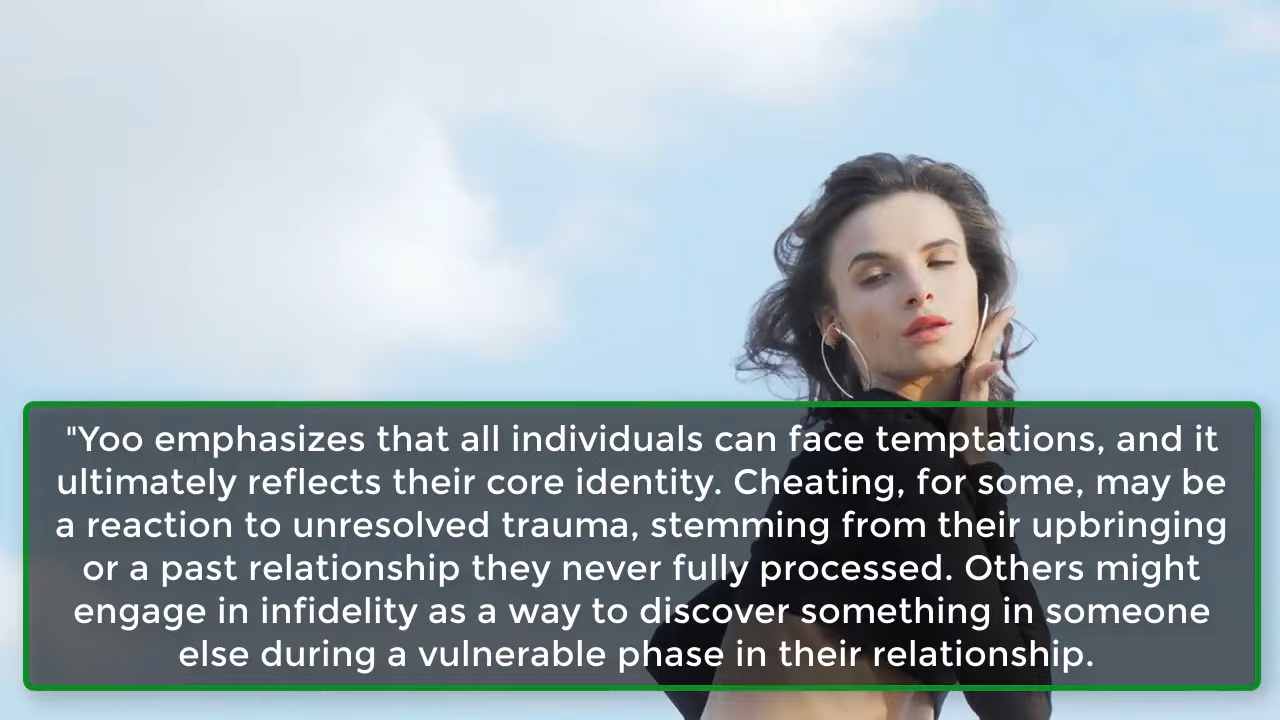 "Yoo emphasizes that all individuals can face temptations, and it
ultimately reflects their core identity. Cheating, for some, may be
a reaction to unresolved trauma, stemming from their upbringing
or a past relationship they never fully processed. Others might
engage in infidelity as a way to discover something in someone
else during a vulnerable phase in their relationship.